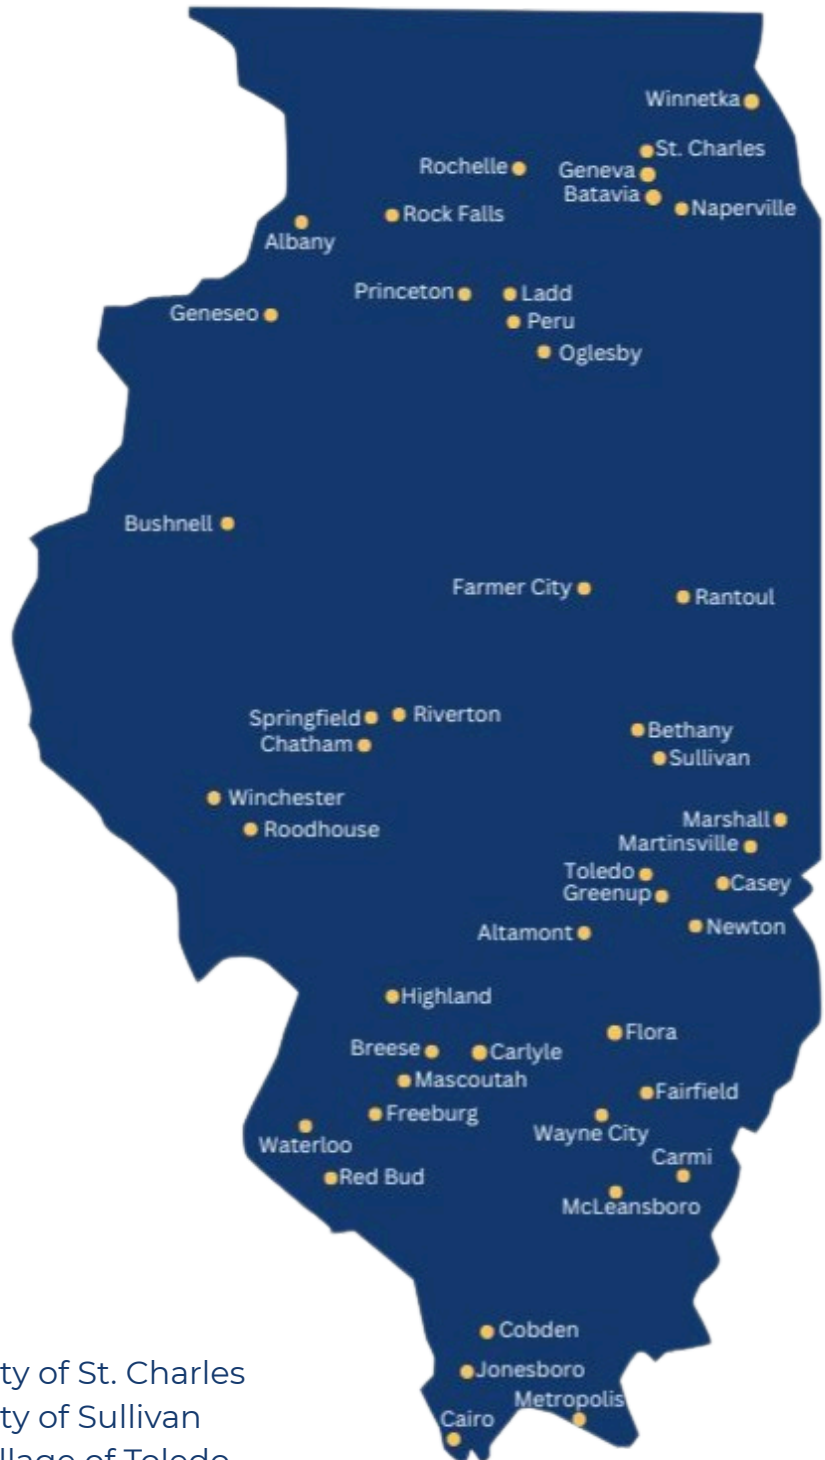 Winnetka
St. Charles
Rochelle
Geneva
Batavia
Naperville
Rock Falls
Albany
Princeton
Ladd
Geneseo
Peru
Oglesby
Bushnell
Farmer City
Rantoul
Springfield
Riverton
Chatham
Bethany
Sullivan
Winchester
Marshall
Roodhouse
Martinsville
Toledo
Casey
Greenup
Newton
Altamont
Highland
Flora
Breese
Carlyle
Mascoutah
Fairfield
Freeburg
Wayne City
Waterloo
Carmi
Red Bud
McLeansboro
Cobden
Jonesboro
Metropolis
Cairo
ty of St. Charles
ty of Sullivan
llage of Toledo